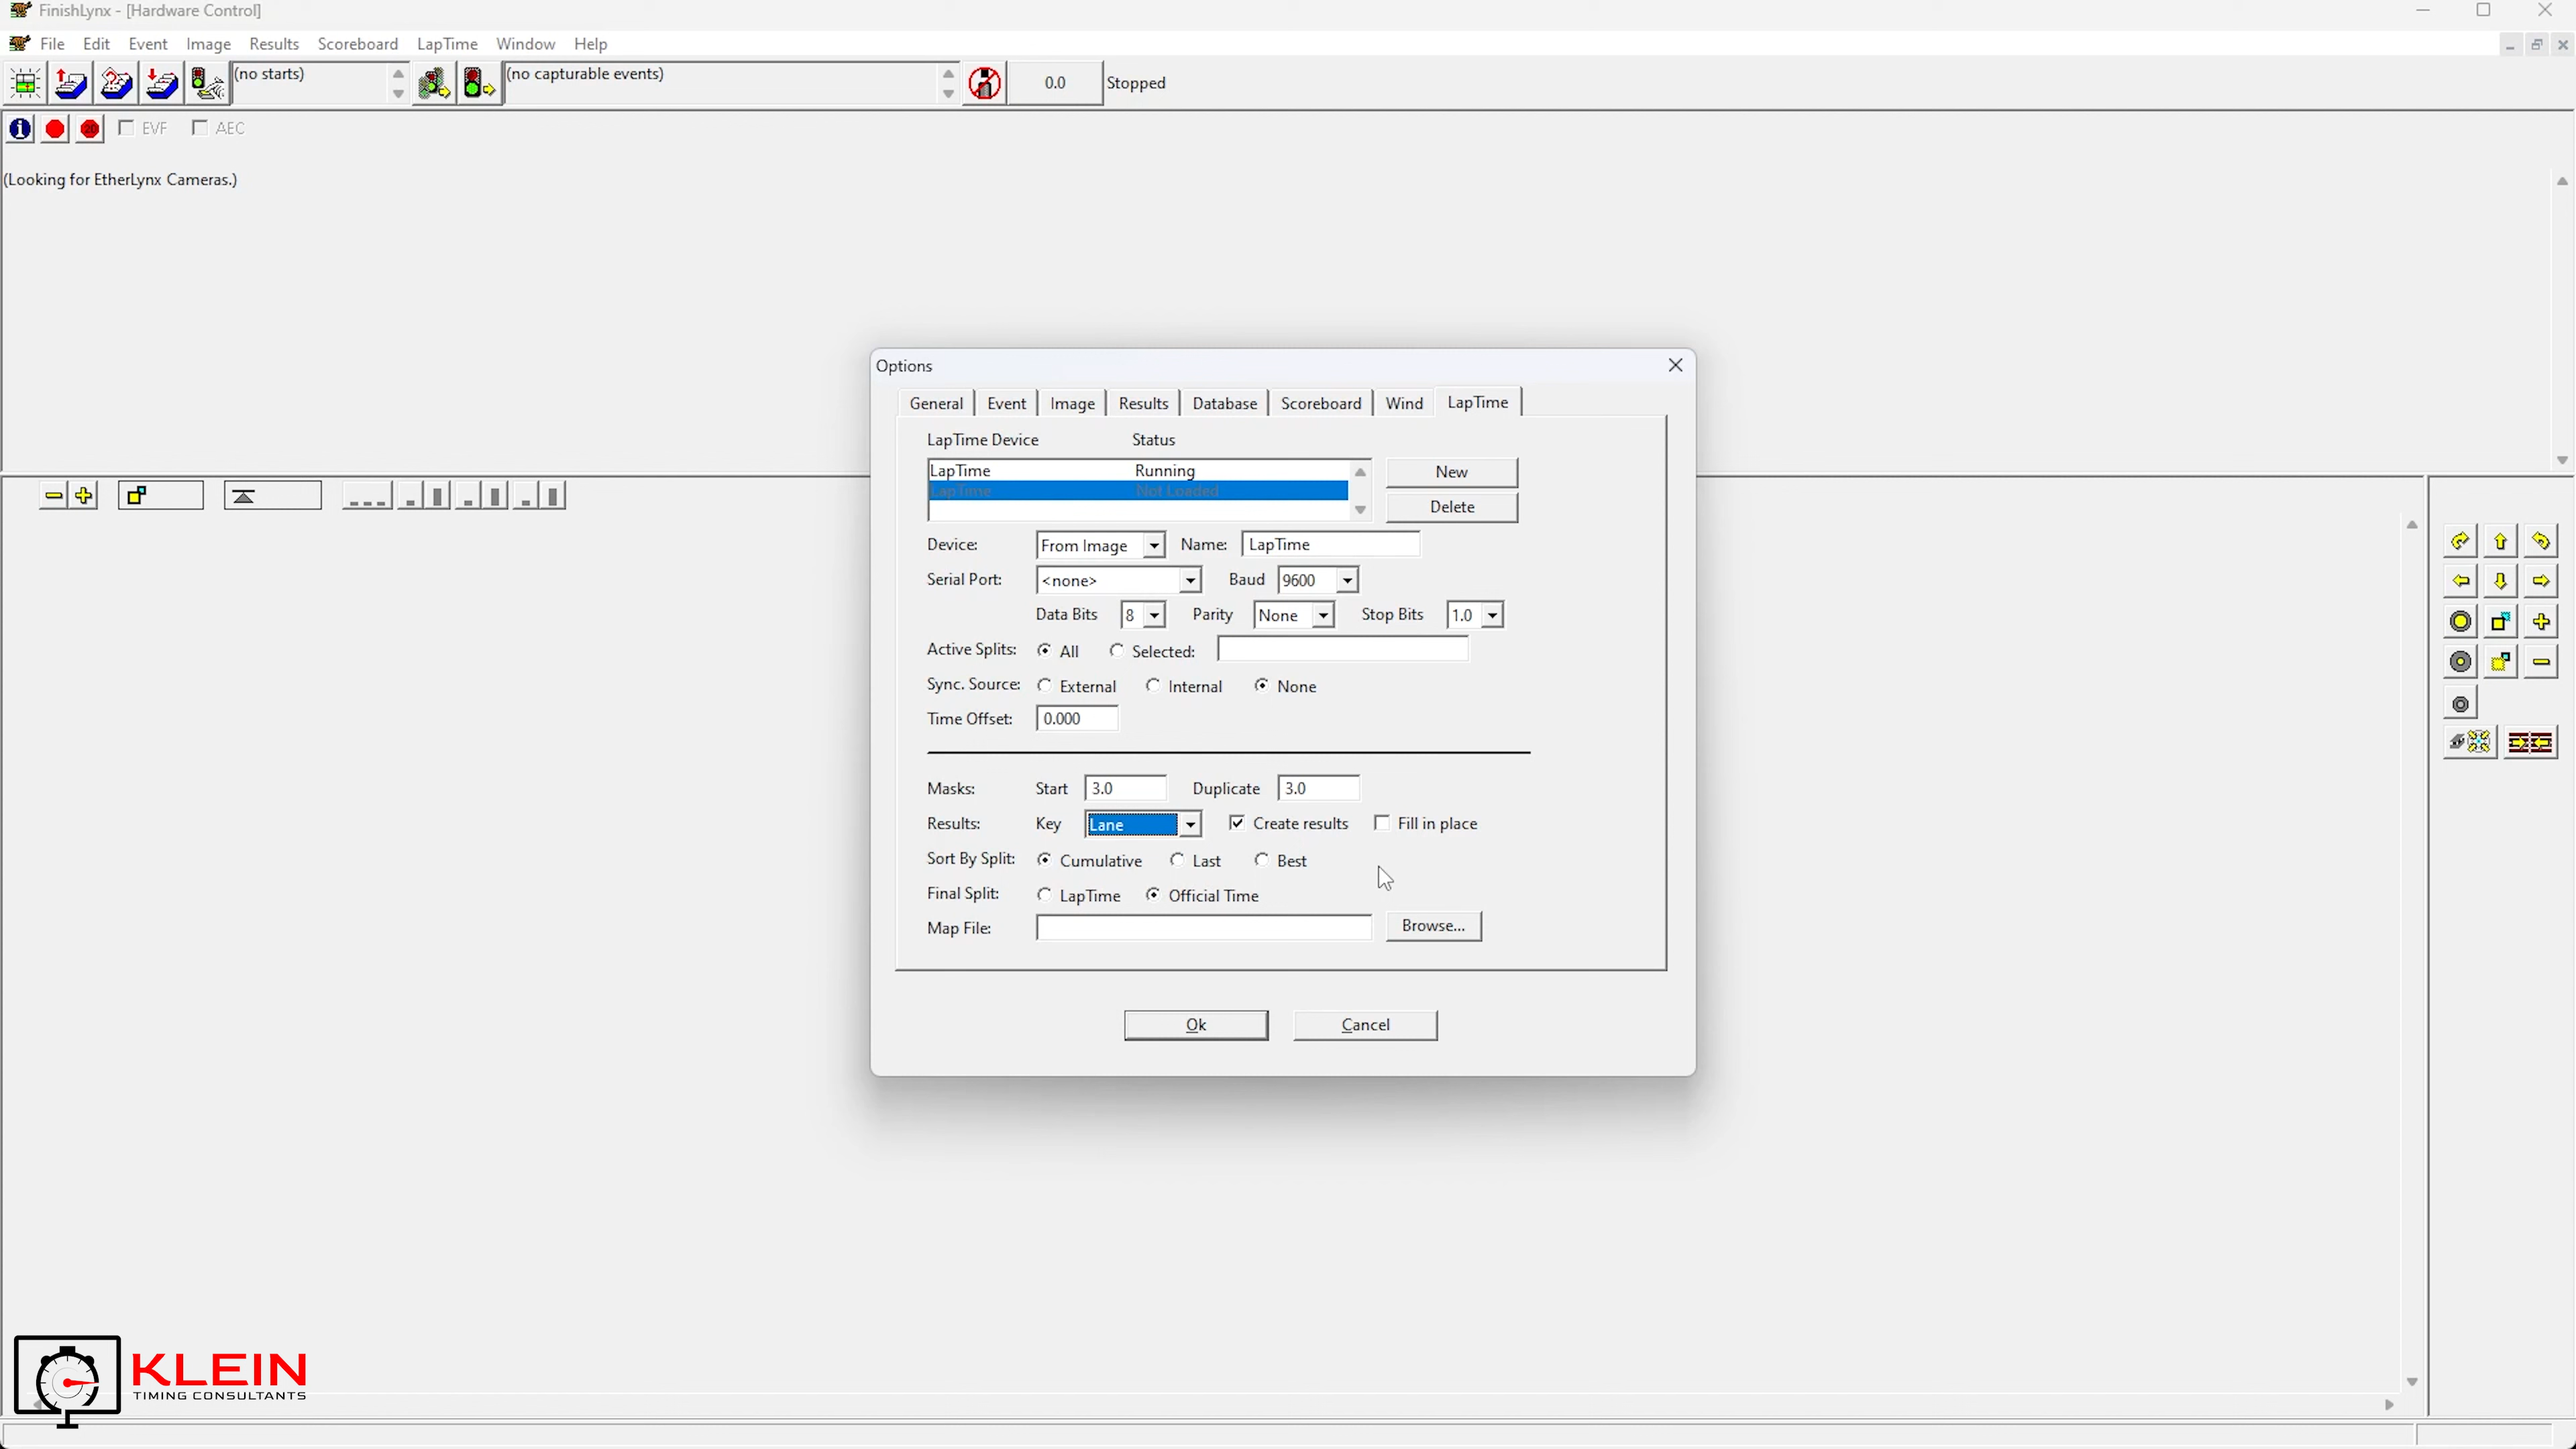 FinishLynx - [Hardware Control]
File Edit Event Image Results Scoreboard LapTime Window Help
(no starts) (no capturable events) 0.0 Stopped
EVF AEC
(Looking for EtherLynx Cameras.)
Options
General Event Image Results Database Scoreboard Wind LapTime
LapTime Device Status
LapTime Running
LapTime Not Loaded
New
Delete
Device: From Image Name: LapTime
Serial Port: <none> Baud 9600
Data Bits 8 Parity None Stop Bits 1.0
Active Splits: All Selected:
Sync. Source: External Internal None
Time Offset: 0.000
Masks: Start 3.0 Duplicate 3.0
Results: Key Lane Create results Fill in place
Sort By Split: Cumulative Last Best
Final Split: LapTime Official Time
Map File: Browse...
Ok Cancel
KLEIN
TIMING CONSULTANTS